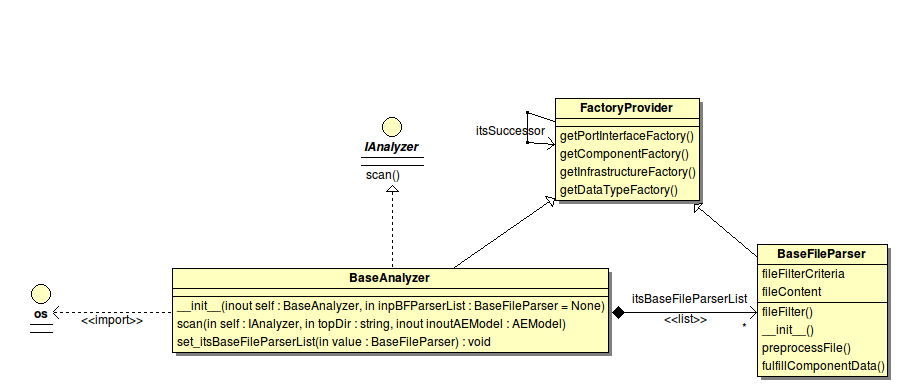 FactoryProvider
itsSuccessor
getPortInterfaceFactory()
getComponentFactory()
getInfrastructureFactory()
getDataTypeFactory()
IAnalyzer
scan()
BaseFileParser
fileFilterCriteria
fileContent
fileFilter()
__init__()
preprocessFile()
fulfillComponentData()
BaseAnalyzer
__init__(inout self : BaseAnalyzer, in inpBFParserList : BaseFileParser = None)
scan(in self : IAnalyzer, in topDir : string, inout inoutAEModel : AEModel)
set_itsBaseFileParserList(in value : BaseFileParser) : void
itsBaseFileParserList
<<list>>
*
os
<<import>>